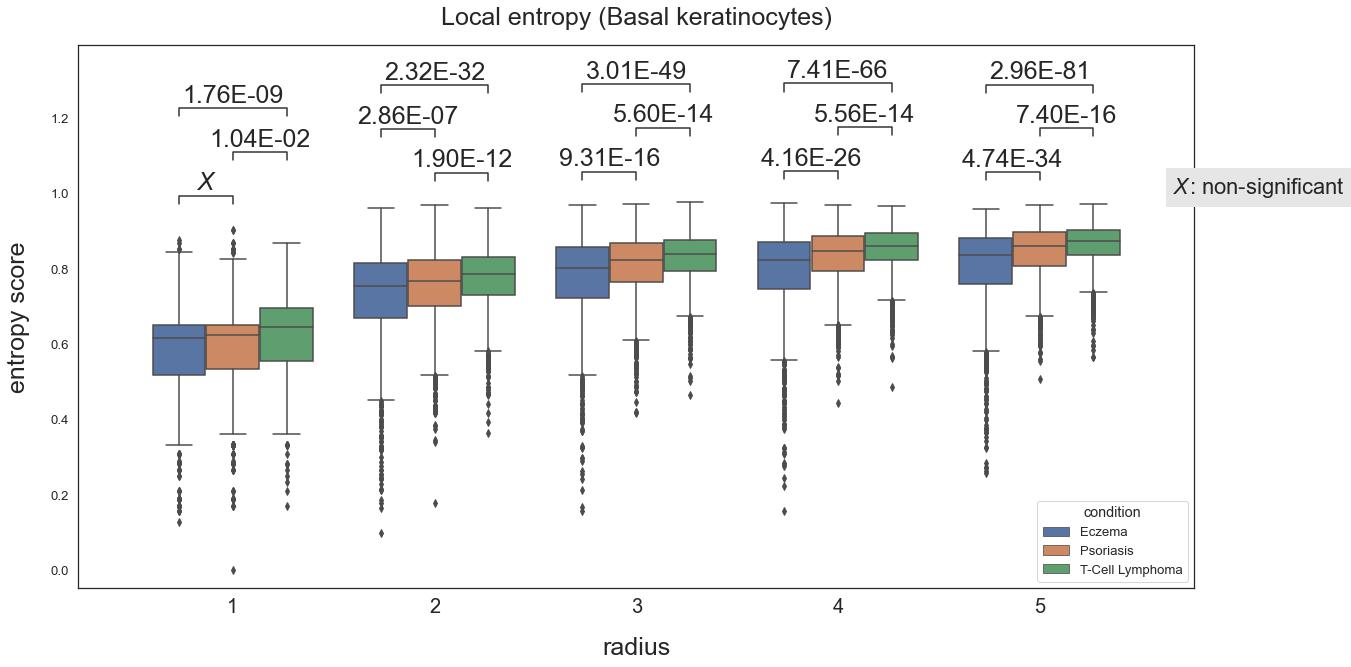 Local entropy (Basal keratinocytes)
2.32E-32
3.01E-49
7.41E-66
2.96E-81
1.76E-09
2.86E-07
5.60E-14
5.56E-14
7.40E-16
1.04E-02
1.90E-12
9.31E-16
4.16E-26
4.74E-34
X
X: non-significant
entropy score
1.2
1.0
0.8
0.6
0.4
0.2
0.0
condition
Eczema
Psoriasis
T-Cell Lymphoma
1 2 3 4 5
radius